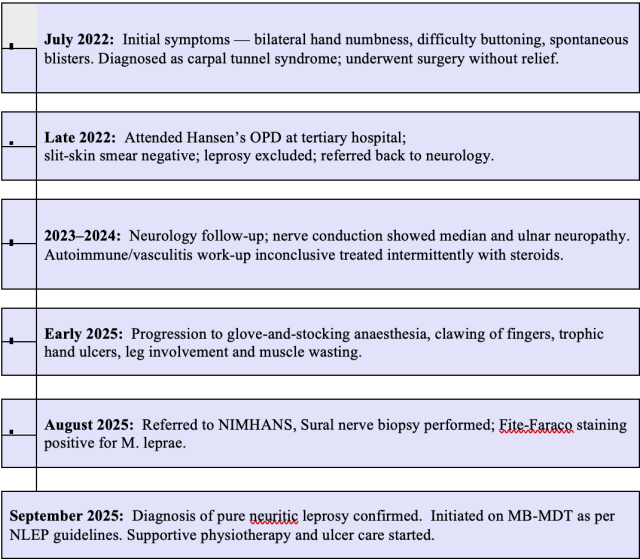 July 2022: Initial symptoms — bilateral hand numbness, difficulty buttoning, spontaneous
blisters. Diagnosed as carpal tunnel syndrome; underwent surgery without relief.
Late 2022: Attended Hansen's OPD at tertiary hospital;
slit-skin smear negative; leprosy excluded; referred back to neurology.
2023–2024: Neurology follow-up; nerve conduction showed median and ulnar neuropathy.
Autoimmune/vasculitis work-up inconclusive treated intermittently with steroids.
Early 2025: Progression to glove-and-stocking anaesthesia, clawing of fingers, trophic
hand ulcers, leg involvement and muscle wasting.
August 2025: Referred to NIMHANS, Sural nerve biopsy performed; Fite-Faraco staining
positive for M. leprae.
September 2025: Diagnosis of pure neuritic leprosy confirmed. Initiated on MB-MDT as per
NLEP guidelines. Supportive physiotherapy and ulcer care started.